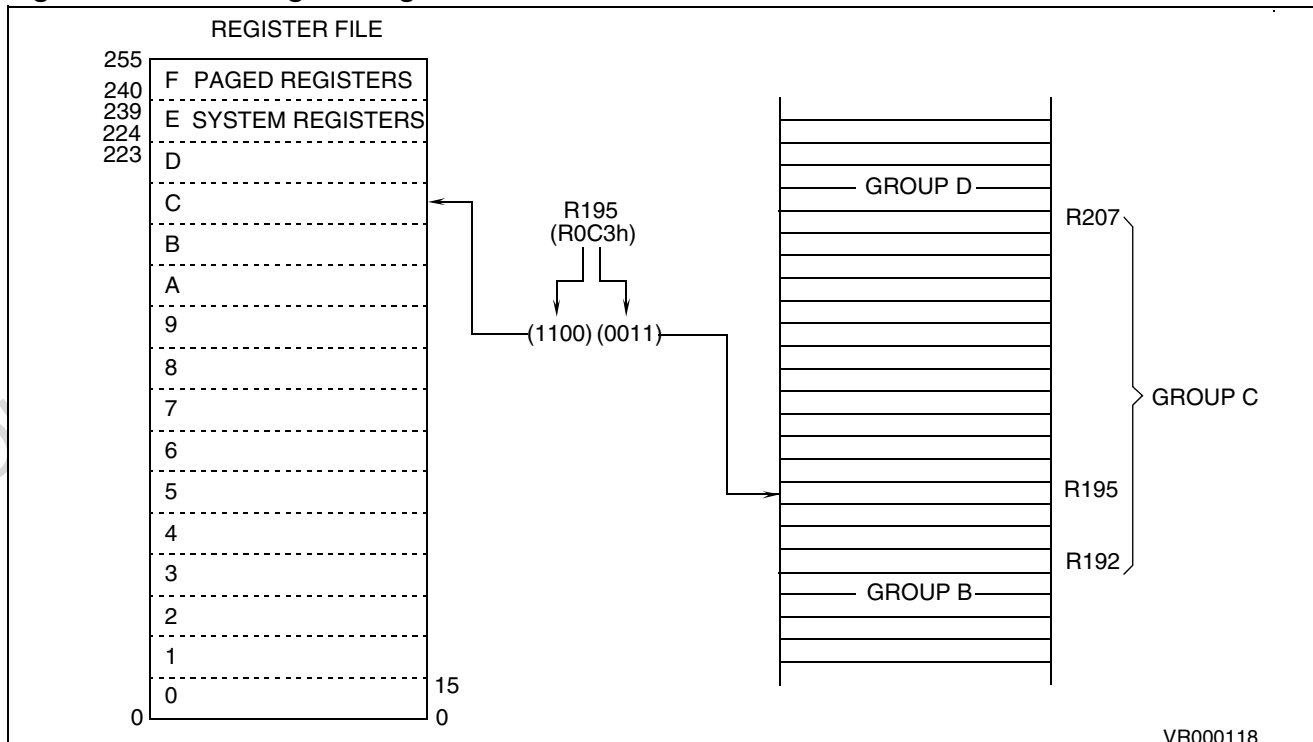 REGISTER FILE
255
F PAGED REGISTERS
240
239
E SYSTEM REGISTERS
224
223
D
C
B
A
9
8
7
6
5
4
3
2
1
0
15
0
0
R195
(R0C3h)
(1100) (0011)
GROUP D
R207
GROUP C
R195
R192
GROUP B
VR000118